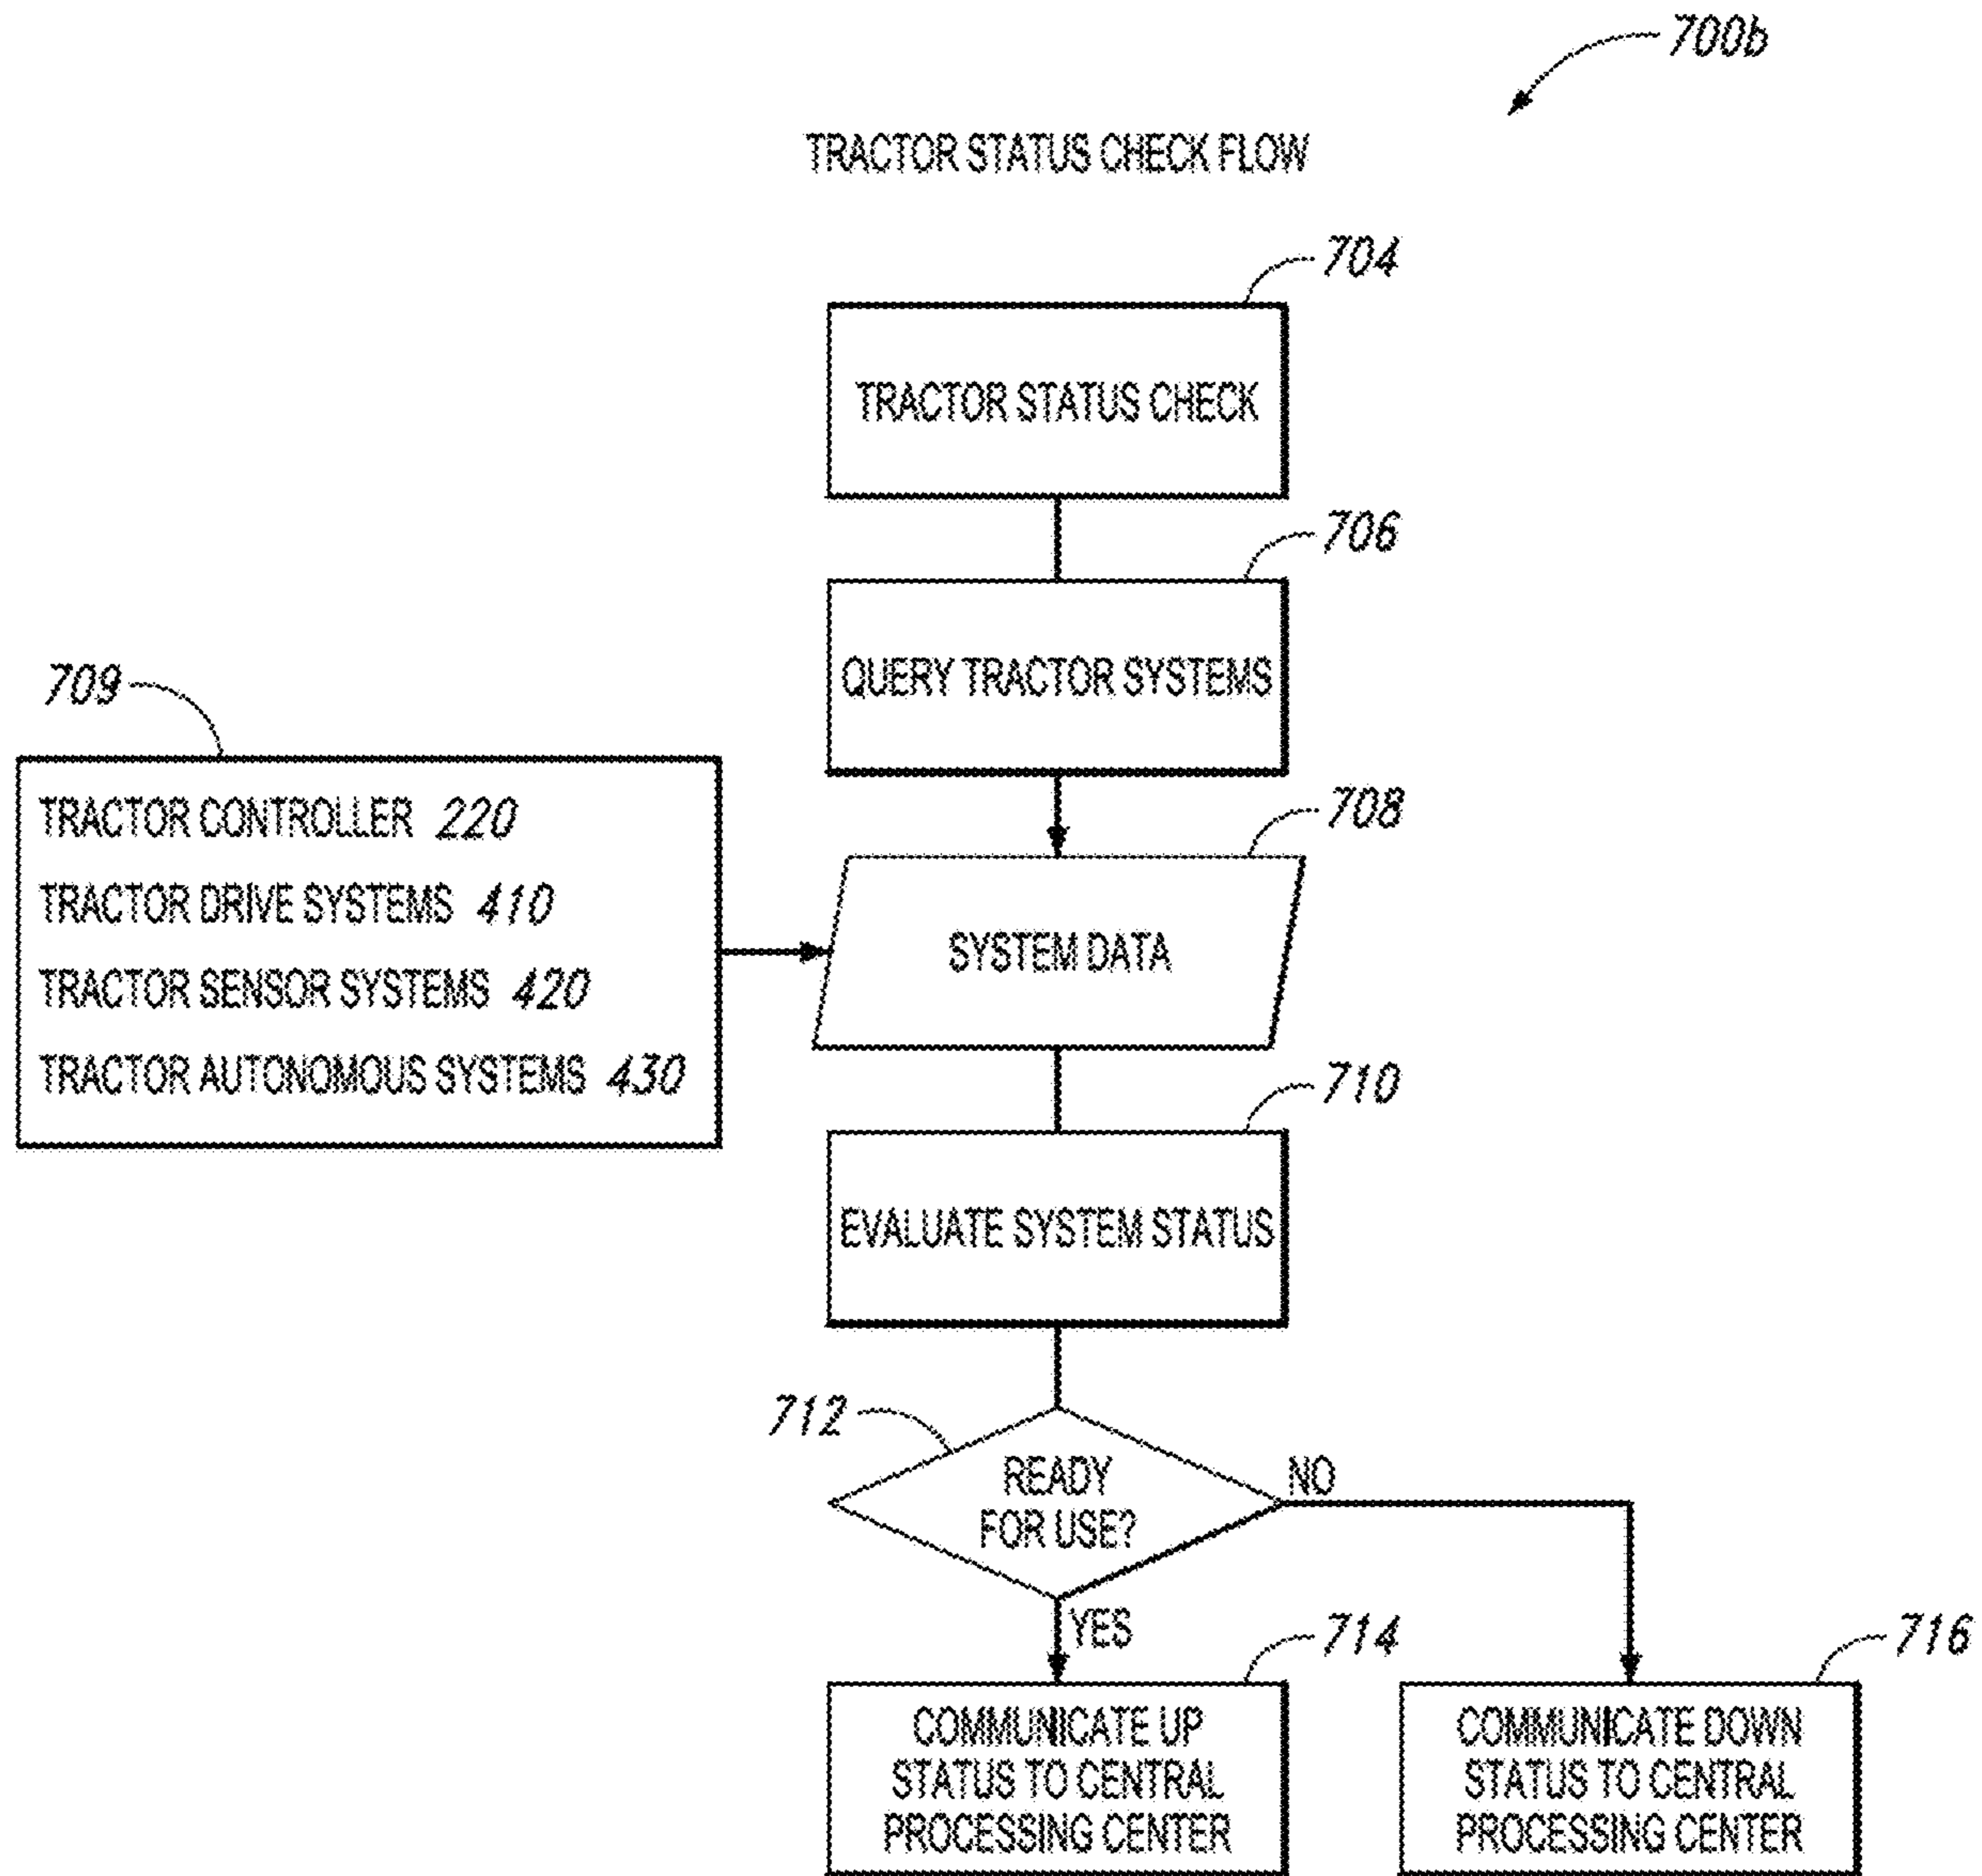 700b
TRACTOR STATUS CHECK FLOW
704
TRACTOR STATUS CHECK
706
QUERY TRACTOR SYSTEMS
709
TRACTOR CONTROLLER 220
TRACTOR DRIVE SYSTEMS 410
TRACTOR SENSOR SYSTEMS 420
TRACTOR AUTONOMOUS SYSTEMS 430
708
SYSTEM DATA
710
EVALUATE SYSTEM STATUS
712
READY
FOR USE?
NO
YES
714
COMMUNICATE UP
STATUS TO CENTRAL
PROCESSING CENTER
716
COMMUNICATE DOWN
STATUS TO CENTRAL
PROCESSING CENTER